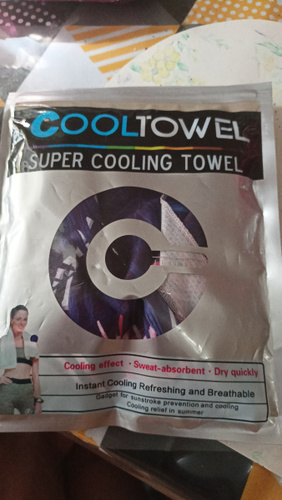 COOLTOWEL
SUPER COOLING TOWEL
Cooling effect · Sweat-absorbent · Dry quickly
Instant Cooling Refreshing and Breathable
Gadget for sunstroke prevention and cooling
Cooling relief in summer